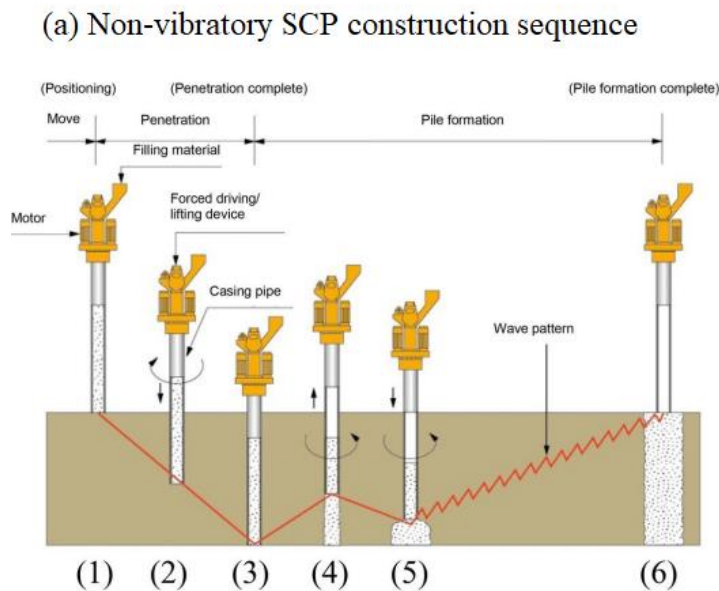 (a) Non-vibratory SCP construction sequence
(Positioning)
(Penetration complete)
(Pile formation complete)
Move
Penetration
Pile formation
Filling material
Motor
Forced driving/
lifting device
Casing pipe
Wave pattern
(1)
(2)
(3)
(4)
(5)
(6)